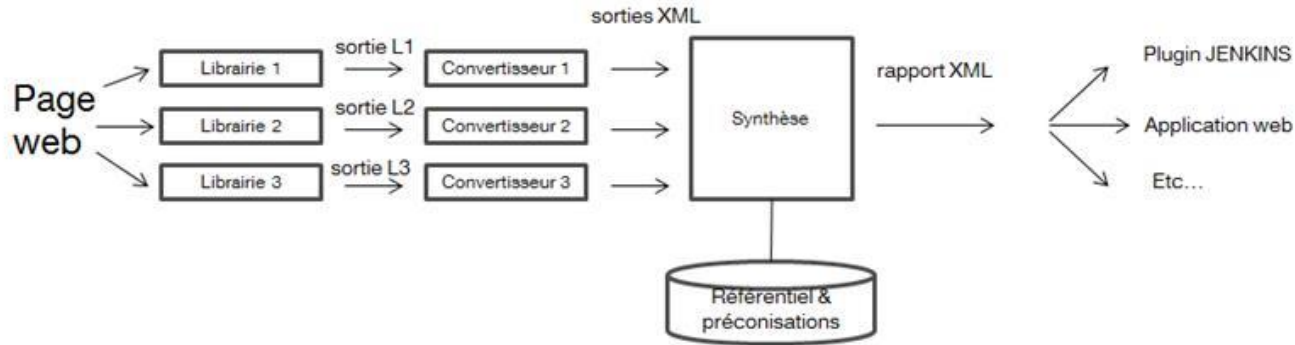 sorties XML
Page
web
Librairie 1
sortie L1
Convertisseur 1
Librairie 2
sortie L2
Convertisseur 2
Librairie 3
sortie L3
Convertisseur 3
Synthèse
rapport XML
Plugin JENKINS
Application web
Etc...
Référentiel &
préconisations